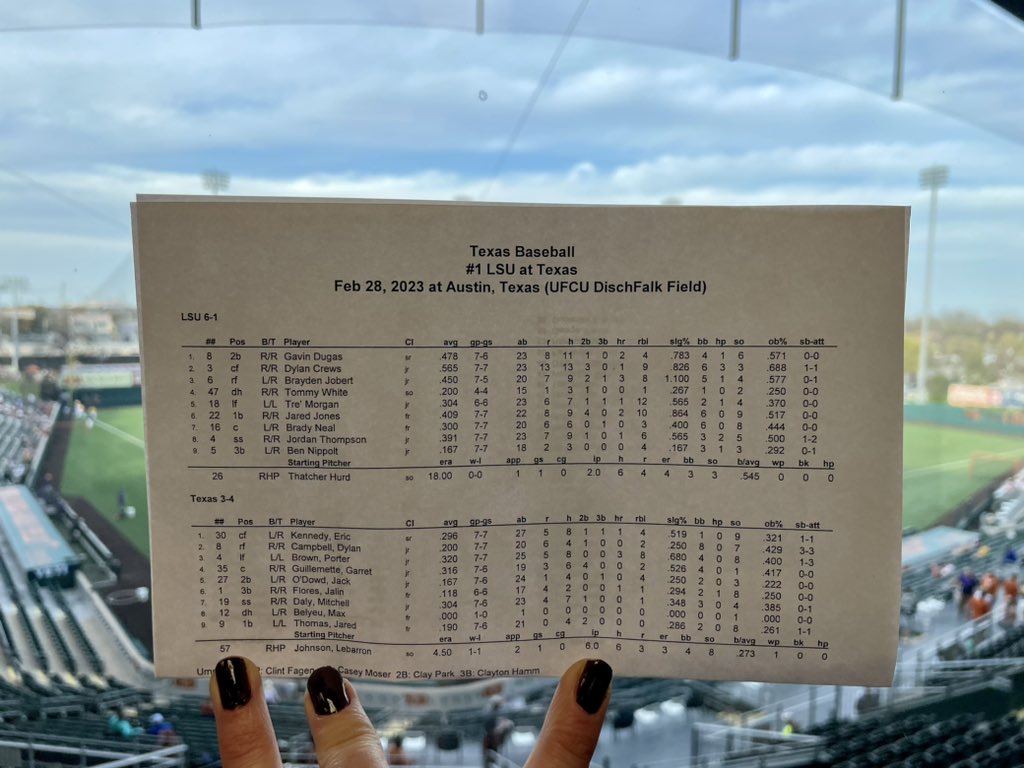 Texas Baseball
#1 LSU at Texas
Feb 28, 2023 at Austin, Texas (UFCU DischFalk Field)
LSU 6-1
## Pos B/T Player Cl avg gp-gs ab r h 2b 3b hr rbi slg% bb hp so ob% sb-att
1. 8 2b R/R Gavin Dugas sr .478 7-6 23 8 11 1 0 2 4 .783 4 1 6 .571 0-0
2. 3 cf R/R Dylan Crews jr .565 7-7 23 13 13 3 0 1 9 .826 6 3 3 .688 1-1
3. 6 rf L/R Brayden Jobert jr .450 7-5 20 7 9 2 1 3 8 1.100 5 1 4 .577 0-1
4. 47 dh R/R Tommy White so .200 4-4 15 1 3 1 0 0 1 .267 1 0 2 .250 0-0
5. 18 lf L/L Tre' Morgan jr .304 6-6 23 6 7 1 1 1 12 .565 2 1 4 .370 0-0
6. 22 1b R/R Jared Jones fr .409 7-7 22 8 9 4 0 2 10 .864 6 0 9 .517 0-0
7. 16 c L/R Brady Neal fr .300 7-7 20 6 6 0 1 0 3 .400 6 0 8 .444 0-0
8. 4 ss R/R Jordan Thompson jr .391 7-7 23 7 9 1 0 1 6 .565 3 2 5 .500 1-2
9. 5 3b L/R Ben Nippolt jr .167 7-7 18 2 3 0 0 0 4 .167 3 1 3 .292 0-1
Starting Pitcher era w-l app gs cg ip h r er bb so b/avg wp bk hp
26 RHP Thatcher Hurd so 18.00 0-0 1 1 0 2.0 6 4 4 3 3 .545 0 0 0
Texas 3-4
## Pos B/T Player Cl avg gp-gs ab r h 2b 3b hr rbi slg% bb hp so ob% sb-att
1. 30 cf L/R Kennedy, Eric sr .296 7-7 27 5 8 1 1 1 4 .519 1 0 9 .321 1-1
2. 8 rf R/R Campbell, Dylan jr .200 7-7 20 6 4 1 0 0 2 .250 8 0 7 .429 3-3
3. 4 lf L/L Brown, Porter jr .320 7-7 25 5 8 0 0 3 8 .680 4 0 8 .400 1-3
4. 35 c R/R Guillemette, Garret jr .316 7-6 19 3 6 4 0 0 2 .526 4 0 1 .417 0-0
5. 27 2b L/R O'Dowd, Jack jr .167 7-6 24 1 4 0 1 0 1 .250 2 0 3 .222 0-0
6. 1 3b R/R Flores, Jalin fr .118 6-6 17 4 2 0 0 1 1 .294 2 1 8 .250 0-0
7. 19 ss R/R Daly, Mitchell jr .304 7-6 23 4 7 1 0 0 1 .348 3 0 4 .385 0-1
8. 12 dh L/R Belyeu, Max fr .000 1-0 1 0 0 0 0 0 0 .000 0 0 1 .000 0-0
9. 9 1b L/L Thomas, Jared fr .190 7-6 21 0 4 2 0 0 0 .286 2 0 8 .261 1-1
Starting Pitcher era w-l app gs cg ip h r er bb so b/avg wp bk hp
57 RHP Johnson, Lebarron so 4.50 1-1 2 1 0 6.0 6 3 3 4 8 .273 1 0 0
Clint Fagen Casey Moser 2B: Clay Park 3B: Clayton Hamm